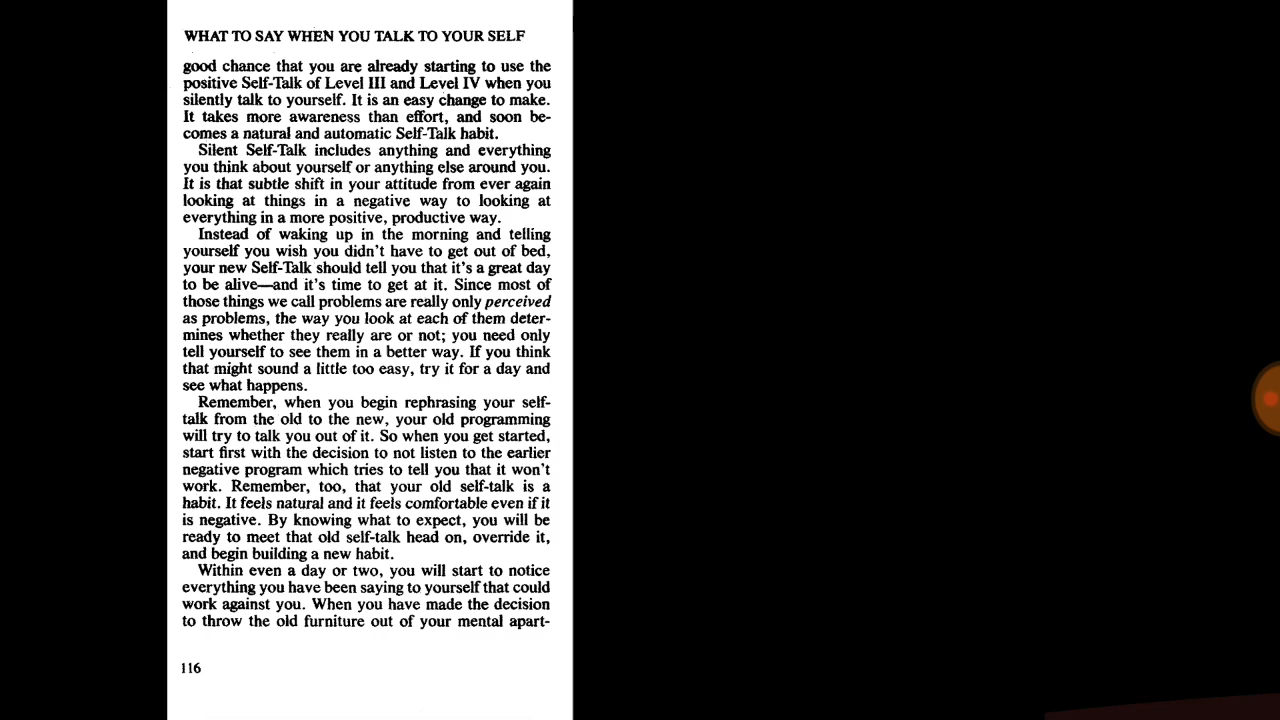 WHAT TO SAY WHEN YOU TALK TO YOUR SELF
good chance that you are already starting to use the
positive Self-Talk of Level III and Level IV when you
silently talk to yourself. It is an easy change to make.
It takes more awareness than effort, and soon be-
comes a natural and automatic Self-Talk habit.
Silent Self-Talk includes anything and everything
you think about yourself or anything else around you.
It is that subtle shift in your attitude from ever again
looking at things in a negative way to looking at
everything in a more positive, productive way.
Instead of waking up in the morning and telling
yourself you wish you didn't have to get out of bed,
your new Self-Talk should tell you that it's a great day
to be alive—and it's time to get at it. Since most of
those things we call problems are really only perceived
as problems, the way you look at each of them deter-
mines whether they really are or not; you need only
tell yourself to see them in a better way. If you think
that might sound a little too easy, try it for a day and
see what happens.
Remember, when you begin rephrasing your self-
talk from the old to the new, your old programming
will try to talk you out of it. So when you get started,
start first with the decision to not listen to the earlier
negative program which tries to tell you that it won't
work. Remember, too, that your old self-talk is a
habit. It feels natural and it feels comfortable even if it
is negative. By knowing what to expect, you will be
ready to meet that old self-talk head on, override it,
and begin building a new habit.
Within even a day or two, you will start to notice
everything you have been saying to yourself that could
work against you. When you have made the decision
to throw the old furniture out of your mental apart-
116